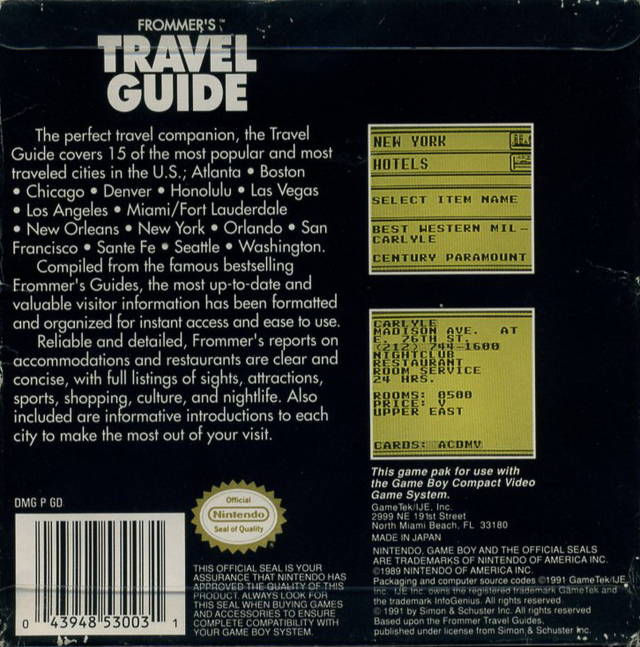 FROMMER'S™
TRAVEL
GUIDE
The perfect travel companion, the Travel
Guide covers 15 of the most popular and most
traveled cities in the U.S.; Atlanta • Boston
• Chicago • Denver • Honolulu • Las Vegas
• Los Angeles • Miami/Fort Lauderdale
• New Orleans • New York • Orlando • San
Francisco • Sante Fe • Seattle • Washington.
Compiled from the famous bestselling
Frommer's Guides, the most up-to-date and
valuable visitor information has been formatted
and organized for instant access and ease to use.
Reliable and detailed, Frommer's reports on
accommodations and restaurants are clear and
concise, with full listings of sights, attractions,
sports, shopping, culture, and nightlife. Also
included are informative introductions to each
city to make the most out of your visit.
NEW YORK
HOTELS
SELECT ITEM NAME
BEST WESTERN MIL-
CARLYLE
CENTURY PARAMOUNT
CARLYLE
MADISON AVE. AT
E. 76TH ST.
(212) 744-1600
NIGHTCLUB
RESTAURANT
ROOM SERVICE
24 HRS.
ROOMS: 0500
PRICE: V
UPPER EAST
CARDS: ACDMV
This game pak for use with
the Game Boy Compact Video
Game System.
GameTek/IJE, Inc.
2999 NE 191st Street
North Miami Beach, FL 33180
MADE IN JAPAN
NINTENDO, GAME BOY AND THE OFFICIAL SEALS
ARE TRADEMARKS OF NINTENDO OF AMERICA INC.
©1989 NINTENDO OF AMERICA INC.
Packaging and computer source codes ©1991 GameTek/IJE,
Inc. IJE Inc. owns the registered trademark GameTek and
the trademark InfoGenius. All rights reserved.
© 1991 by Simon & Schuster Inc. All rights reserved
Based upon the Frommer Travel Guides,
published under license from Simon & Schuster Inc.
DMG P GD
0 43948 53003 1
Official
Nintendo
Seal of Quality
THIS OFFICIAL SEAL IS YOUR
ASSURANCE THAT NINTENDO HAS
APPROVED THE QUALITY OF THIS
PRODUCT. ALWAYS LOOK FOR
THIS SEAL WHEN BUYING GAMES
AND ACCESSORIES TO ENSURE
COMPLETE COMPATIBILITY WITH
YOUR GAME BOY SYSTEM.